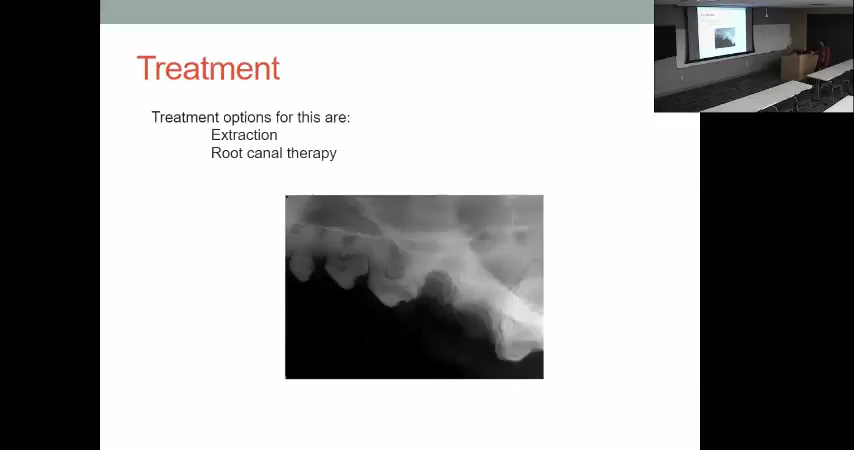 Treatment
Treatment options for this are:
Extraction
Root canal therapy